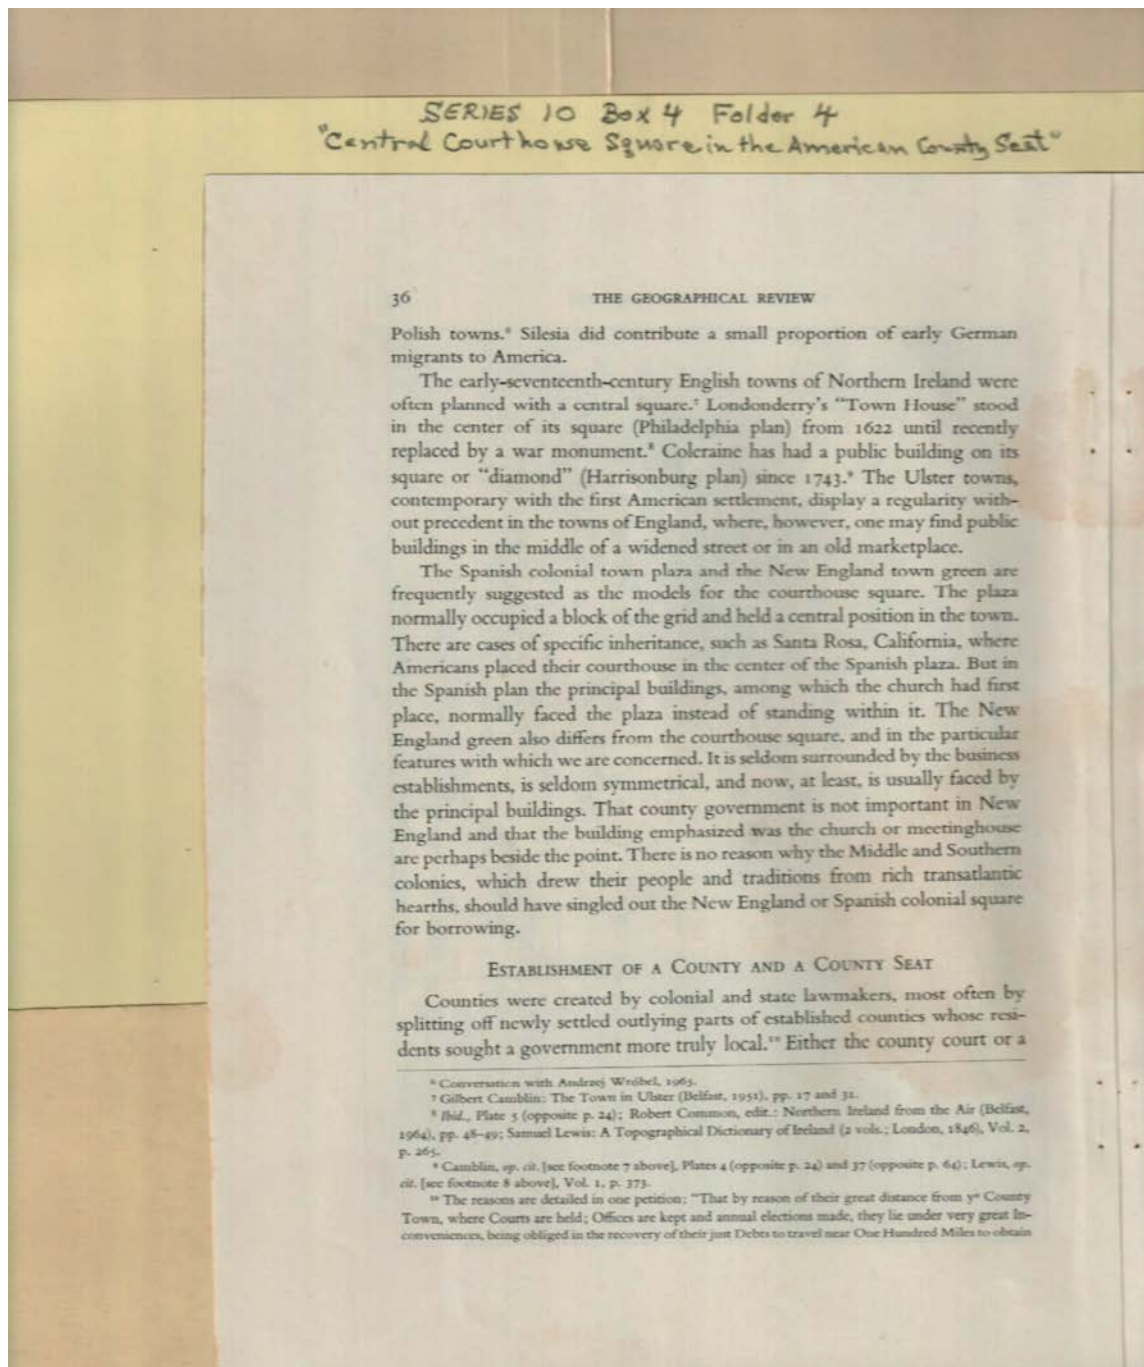 SERIES 10 Box 4 Folder 4
"Central Courthouse Square in the American County Seat"
36 THE GEOGRAPHICAL REVIEW
Polish towns.⁶ Silesia did contribute a small proportion of early German
migrants to America.
The early-seventeenth-century English towns of Northern Ireland were
often planned with a central square.⁷ Londonderry's "Town House" stood
in the center of its square (Philadelphia plan) from 1622 until recently
replaced by a war monument.⁸ Coleraine has had a public building on its
square or "diamond" (Harrisonburg plan) since 1743.⁹ The Ulster towns,
contemporary with the first American settlement, display a regularity with-
out precedent in the towns of England, where, however, one may find public
buildings in the middle of a widened street or in an old marketplace.
The Spanish colonial town plaza and the New England town green are
frequently suggested as the models for the courthouse square. The plaza
normally occupied a block of the grid and held a central position in the town.
There are cases of specific inheritance, such as Santa Rosa, California, where
Americans placed their courthouse in the center of the Spanish plaza. But in
the Spanish plan the principal buildings, among which the church had first
place, normally faced the plaza instead of standing within it. The New
England green also differs from the courthouse square, and in the particular
features with which we are concerned. It is seldom surrounded by the business
establishments, is seldom symmetrical, and now, at least, is usually faced by
the principal buildings. That county government is not important in New
England and that the building emphasized was the church or meetinghouse
are perhaps beside the point. There is no reason why the Middle and Southern
colonies, which drew their people and traditions from rich transatlantic
hearths, should have singled out the New England or Spanish colonial square
for borrowing.
ESTABLISHMENT OF A COUNTY AND A COUNTY SEAT
Counties were created by colonial and state lawmakers, most often by
splitting off newly settled outlying parts of established counties whose resi-
dents sought a government more truly local.¹⁰ Either the county court or a
⁶ Conversation with Andrzej Wróbel, 1965.
⁷ Gilbert Camblin: The Town in Ulster (Belfast, 1951), pp. 17 and 31.
⁸ Ibid., Plate 5 (opposite p. 24); Robert Common, edit.: Northern Ireland from the Air (Belfast,
1964), pp. 48–49; Samuel Lewis: A Topographical Dictionary of Ireland (2 vols.; London, 1846), Vol. 2,
p. 265.
⁹ Camblin, op. cit. [see footnote 7 above], Plates 4 (opposite p. 24) and 37 (opposite p. 64); Lewis, op.
cit. [see footnote 8 above], Vol. 1, p. 373.
¹⁰ The reasons are detailed in one petition: "That by reason of their great distance from yᵉ County
Town, where Courts are held; Offices are kept and annual elections made, they lie under very great In-
conveniences, being obliged in the recovery of their just Debts to travel near One Hundred Miles to obtain